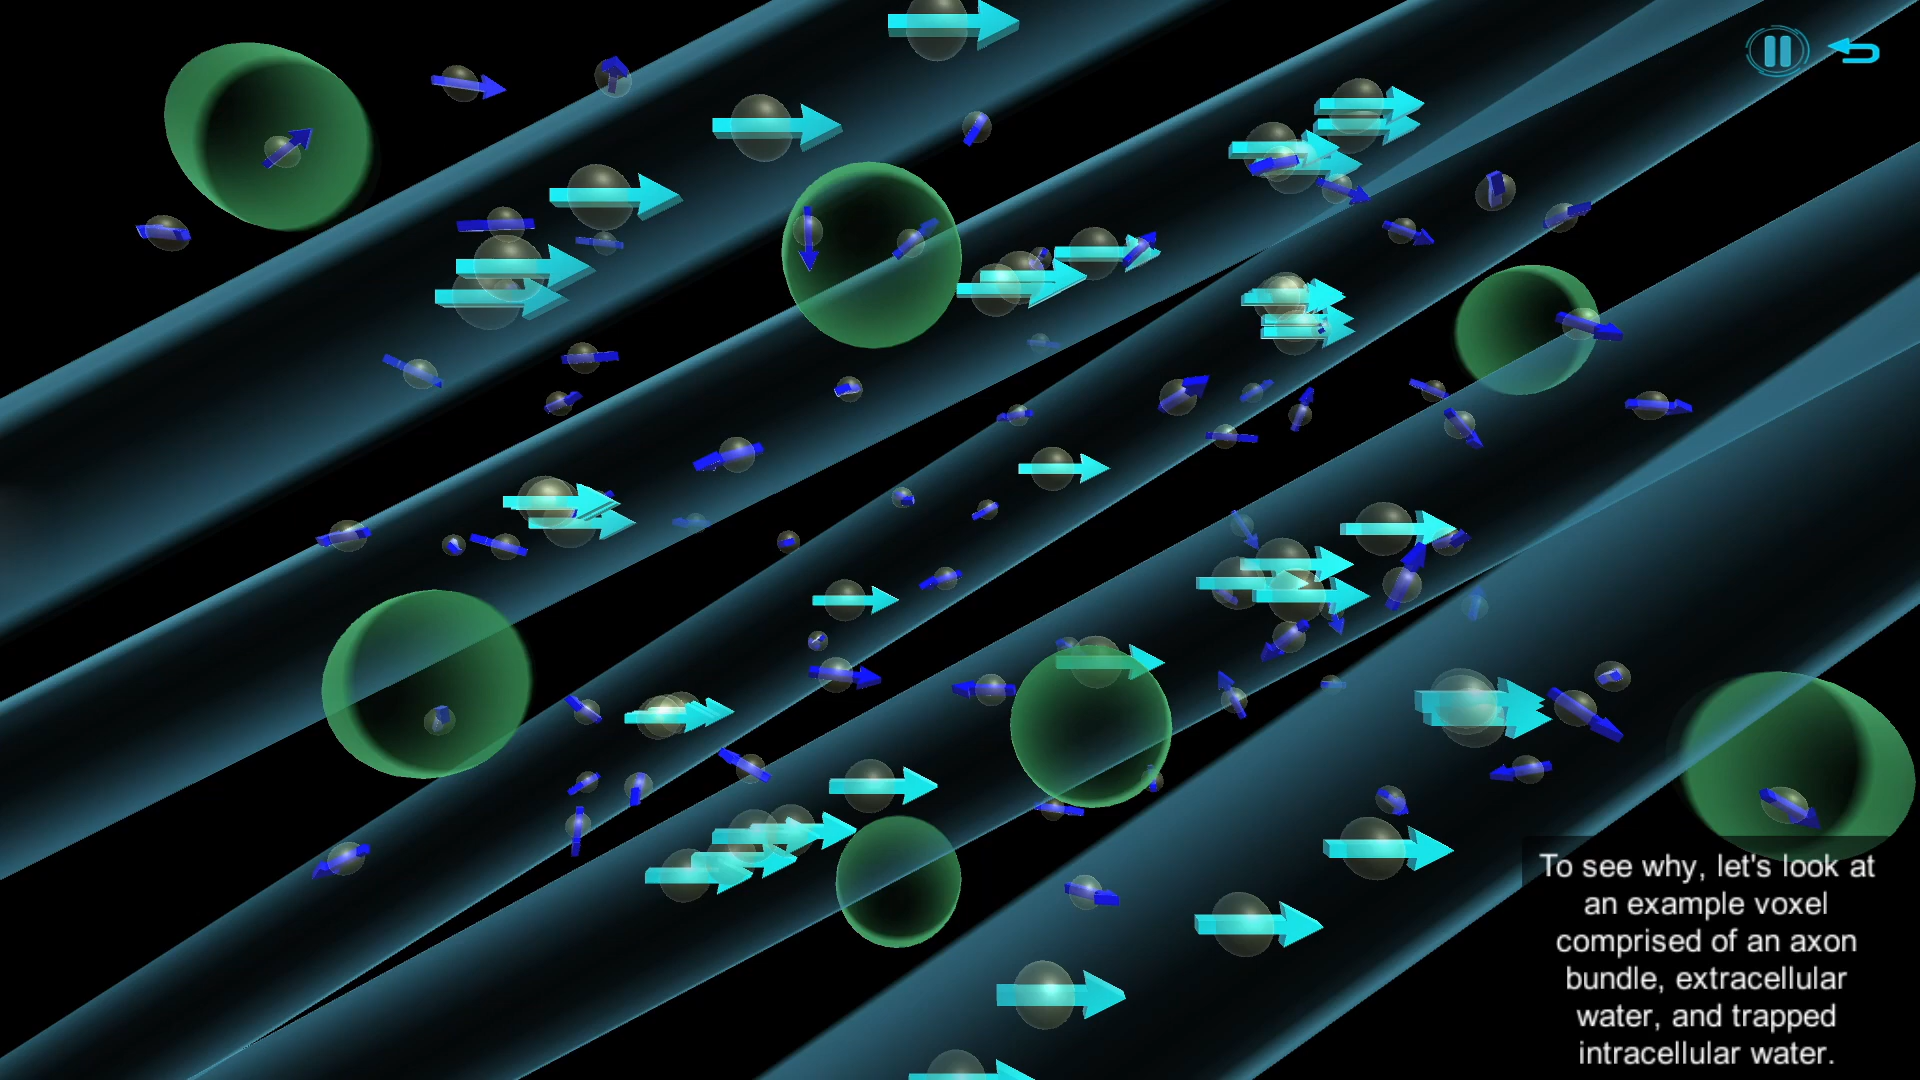 To see why, let's look at
an example voxel
comprised of an axon
bundle, extracellular
water, and trapped
intracellular water.